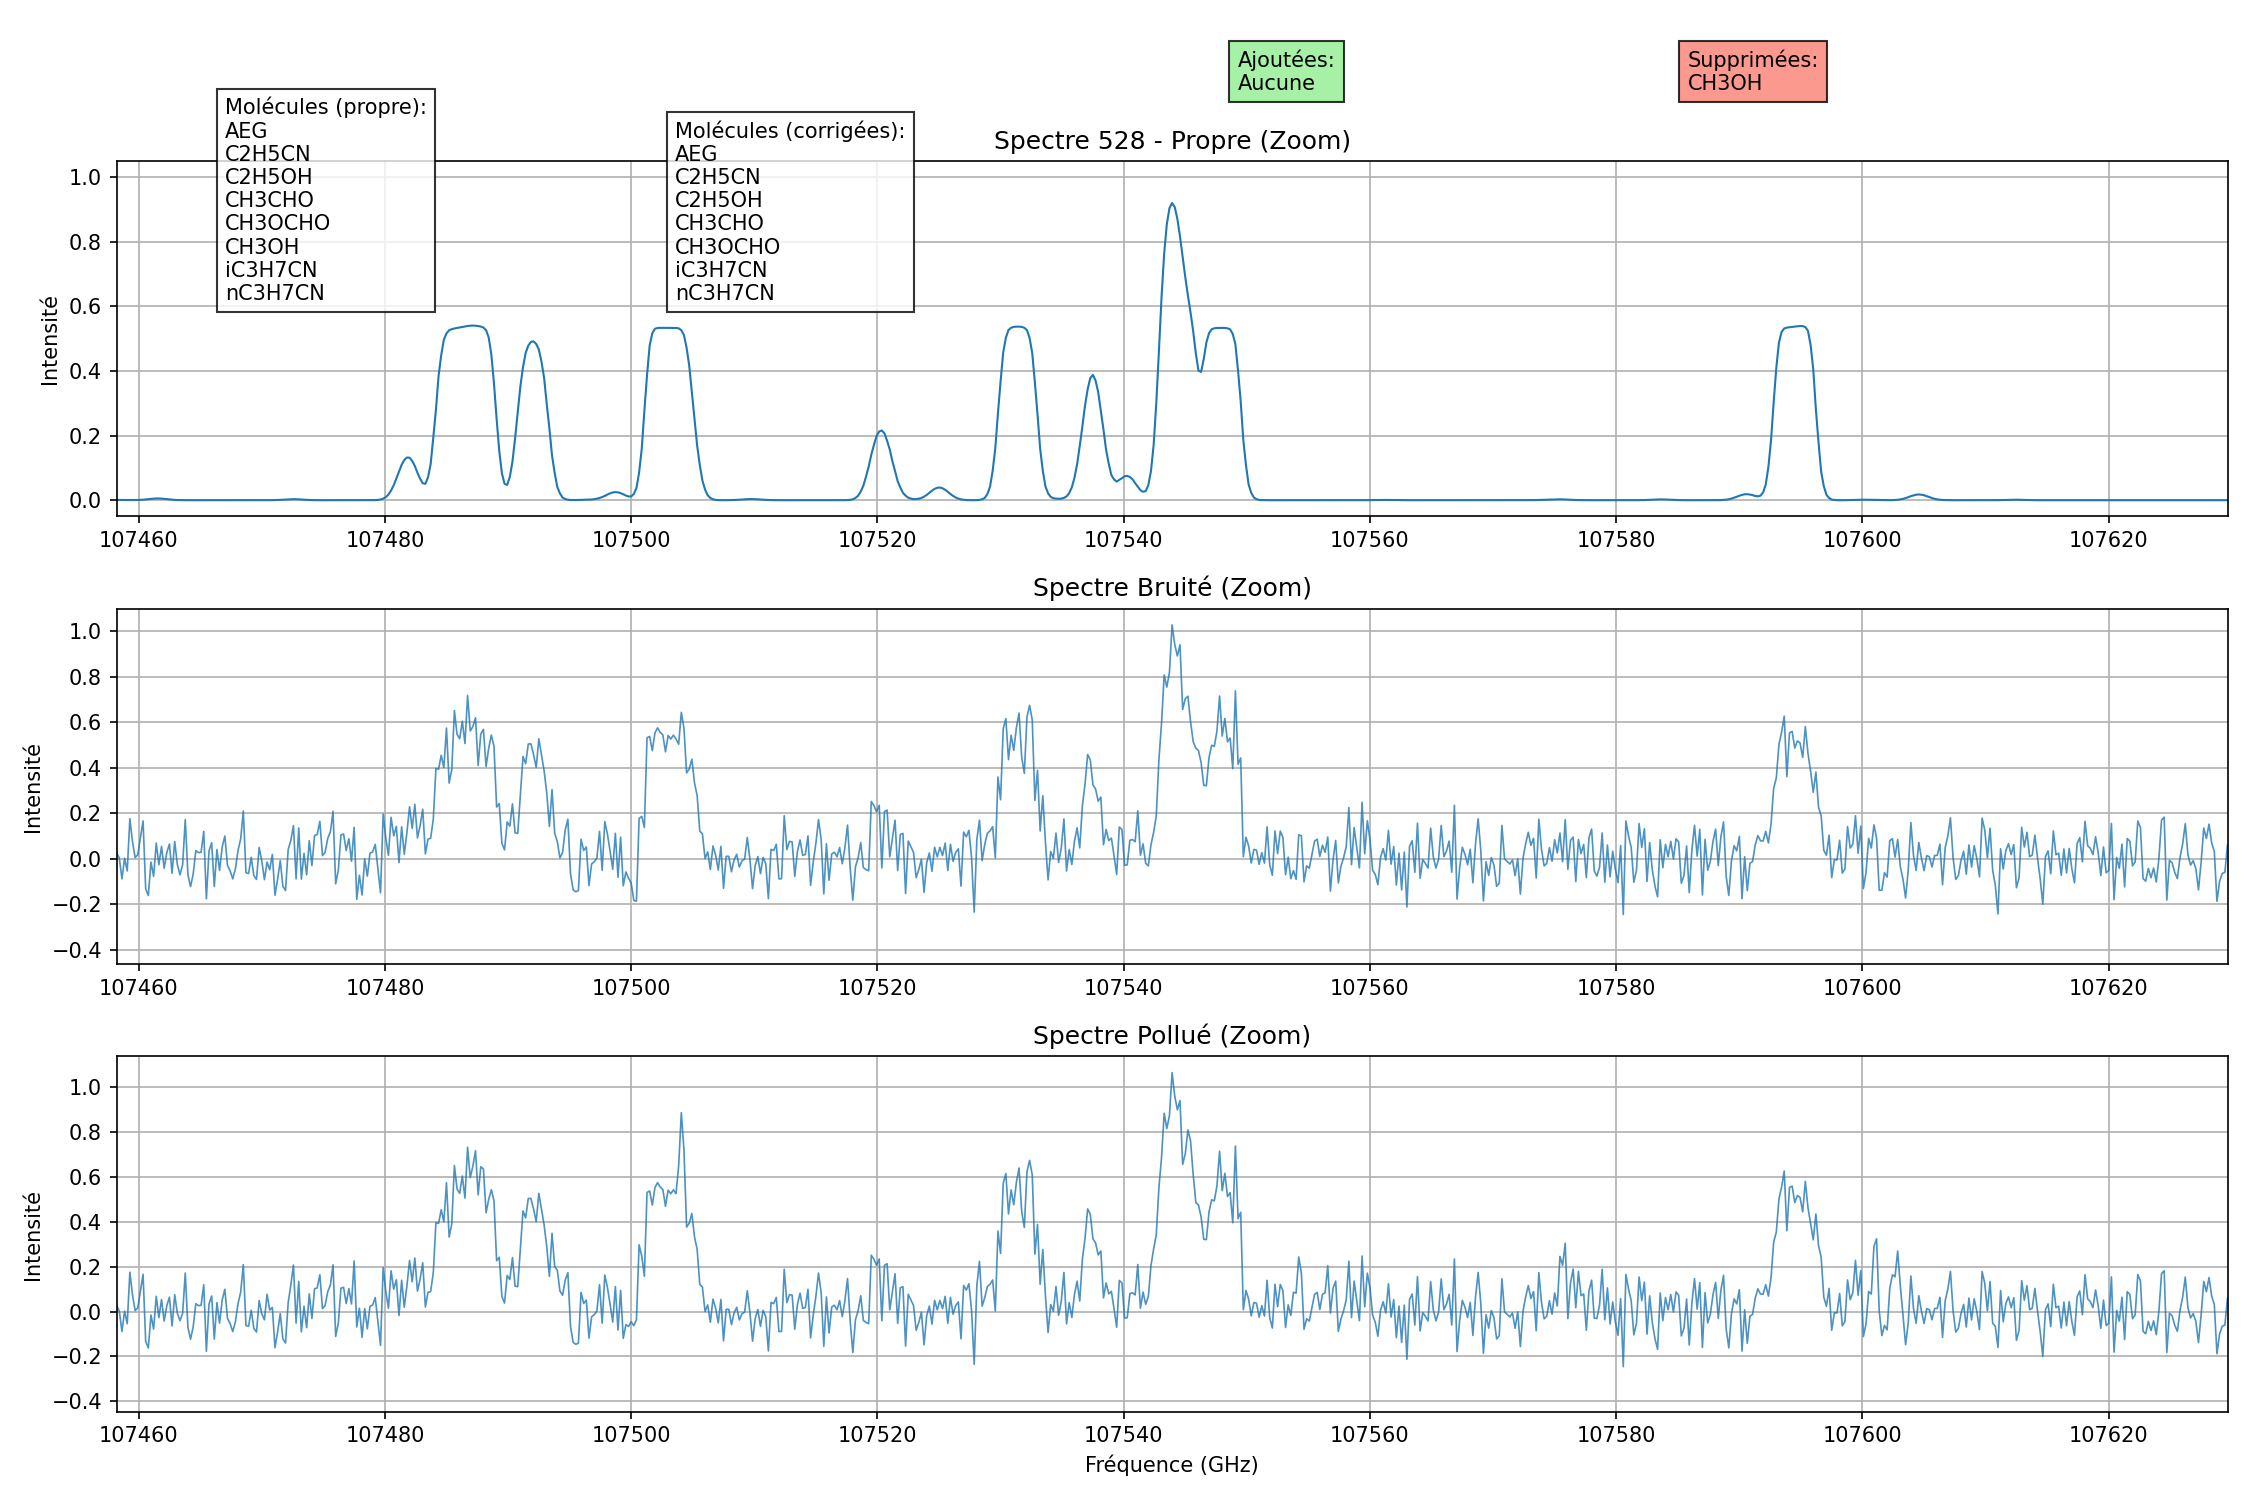 Ajoutées:
Aucune
Supprimées:
CH3OH
Molécules (propre):
AEG
C2H5CN
C2H5OH
CH3CHO
CH3OCHO
CH3OH
iC3H7CN
nC3H7CN
Molécules (corrigées):
AEG
C2H5CN
C2H5OH
CH3CHO
CH3OCHO
iC3H7CN
nC3H7CN
Spectre 528 - Propre (Zoom)
Intensité
1.0
0.8
0.6
0.4
0.2
0.0
107460 107480 107500 107520 107540 107560 107580 107600 107620
Spectre Bruité (Zoom)
Intensité
1.0
0.8
0.6
0.4
0.2
0.0
−0.2
−0.4
107460 107480 107500 107520 107540 107560 107580 107600 107620
Spectre Pollué (Zoom)
Intensité
1.0
0.8
0.6
0.4
0.2
0.0
−0.2
−0.4
107460 107480 107500 107520 107540 107560 107580 107600 107620
Fréquence (GHz)